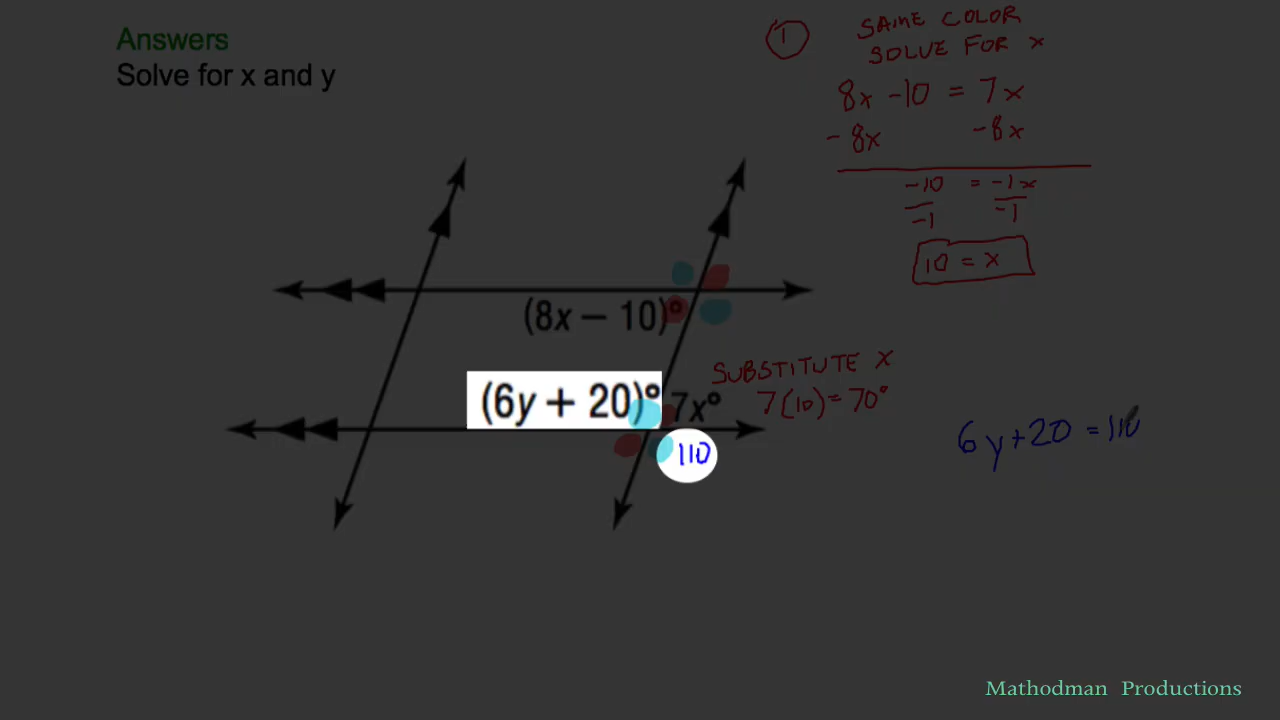 Answers
Solve for x and y
1
SAME COLOR
SOLVE FOR x
8x - 10 = 7x
- 8x - 8x
-10 = -1x
-1 -1
10 = x
(8x − 10)°
SUBSTITUTE X
7(10) = 70°
(6y + 20)° 7x°
110
6y + 20 = 110
Mathodman Productions